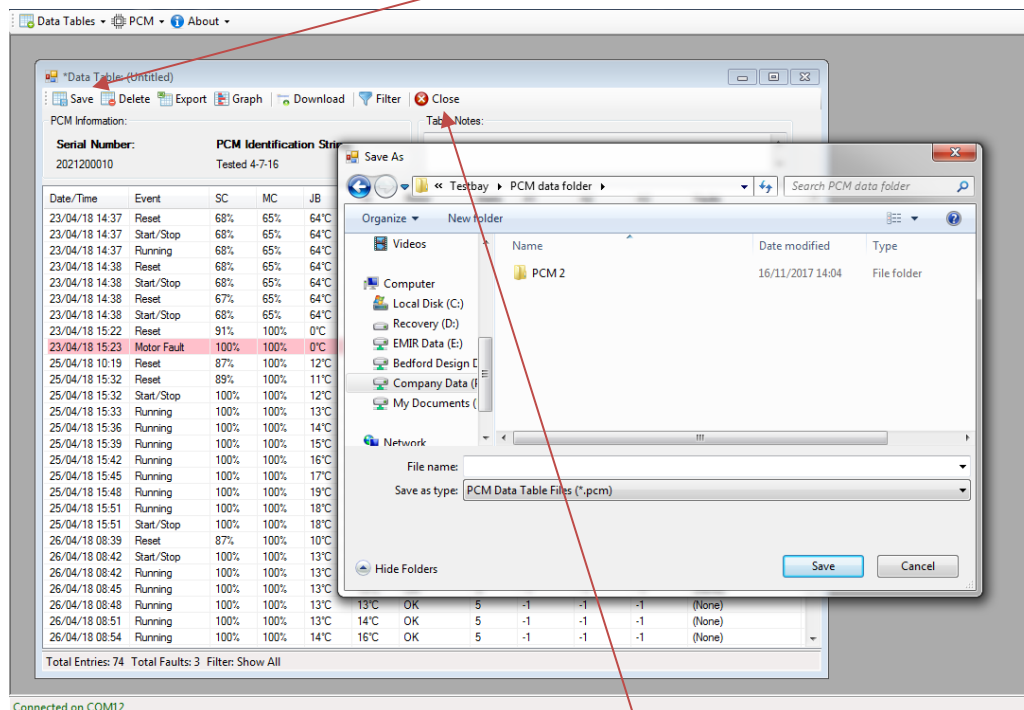 Data Tables PCM About
*Data Table: (Untitled)
Save Delete Export Graph Download Filter Close
PCM Information:
Table Notes:
Serial Number: PCM Identification
2021200010 Tested 4-7-16
Date/Time Event SC MC JB
23/04/18 14:37 Reset 68% 65% 64°C
23/04/18 14:37 Start/Stop 68% 65% 64°C
23/04/18 14:37 Running 68% 65% 64°C
23/04/18 14:38 Reset 68% 65% 64°C
23/04/18 14:38 Start/Stop 68% 65% 64°C
23/04/18 14:38 Reset 67% 65% 64°C
23/04/18 14:38 Start/Stop 68% 65% 64°C
23/04/18 15:22 Reset 91% 100% 0°C
23/04/18 15:23 Motor Fault 100% 100% 0°C
25/04/18 10:19 Reset 87% 100% 12°C
25/04/18 15:32 Reset 89% 100% 11°C
25/04/18 15:32 Start/Stop 100% 100% 12°C
25/04/18 15:33 Running 100% 100% 13°C
25/04/18 15:36 Running 100% 100% 14°C
25/04/18 15:39 Running 100% 100% 15°C
25/04/18 15:42 Running 100% 100% 16°C
25/04/18 15:45 Running 100% 100% 17°C
25/04/18 15:48 Running 100% 100% 19°C
25/04/18 15:51 Running 100% 100% 18°C
25/04/18 15:51 Start/Stop 100% 100% 18°C
26/04/18 08:39 Reset 87% 100% 10°C
26/04/18 08:42 Start/Stop 100% 100% 13°C
26/04/18 08:42 Running 100% 100% 13°C
26/04/18 08:45 Running 100% 100% 13°C
26/04/18 08:48 Running 100% 100% 13°C 13°C OK 5 -1 -1 -1 (None)
26/04/18 08:51 Running 100% 100% 13°C 14°C OK 5 -1 -1 -1 (None)
26/04/18 08:54 Running 100% 100% 14°C 16°C OK 5 -1 -1 -1 (None)
Total Entries: 74 Total Faults: 3 Filter: Show All
Connected on COM12
Save As
« Testbay PCM data folder
Search PCM data folder
Organize New folder
Name Date modified Type
PCM 2 16/11/2017 14:04 File folder
Videos
Computer
Local Disk (C:)
Recovery (D:)
EMIR Data (E:)
Bedford Design
Company Data
My Documents (
Network
File name:
Save as type: PCM Data Table Files (*.pcm)
Hide Folders
Save Cancel